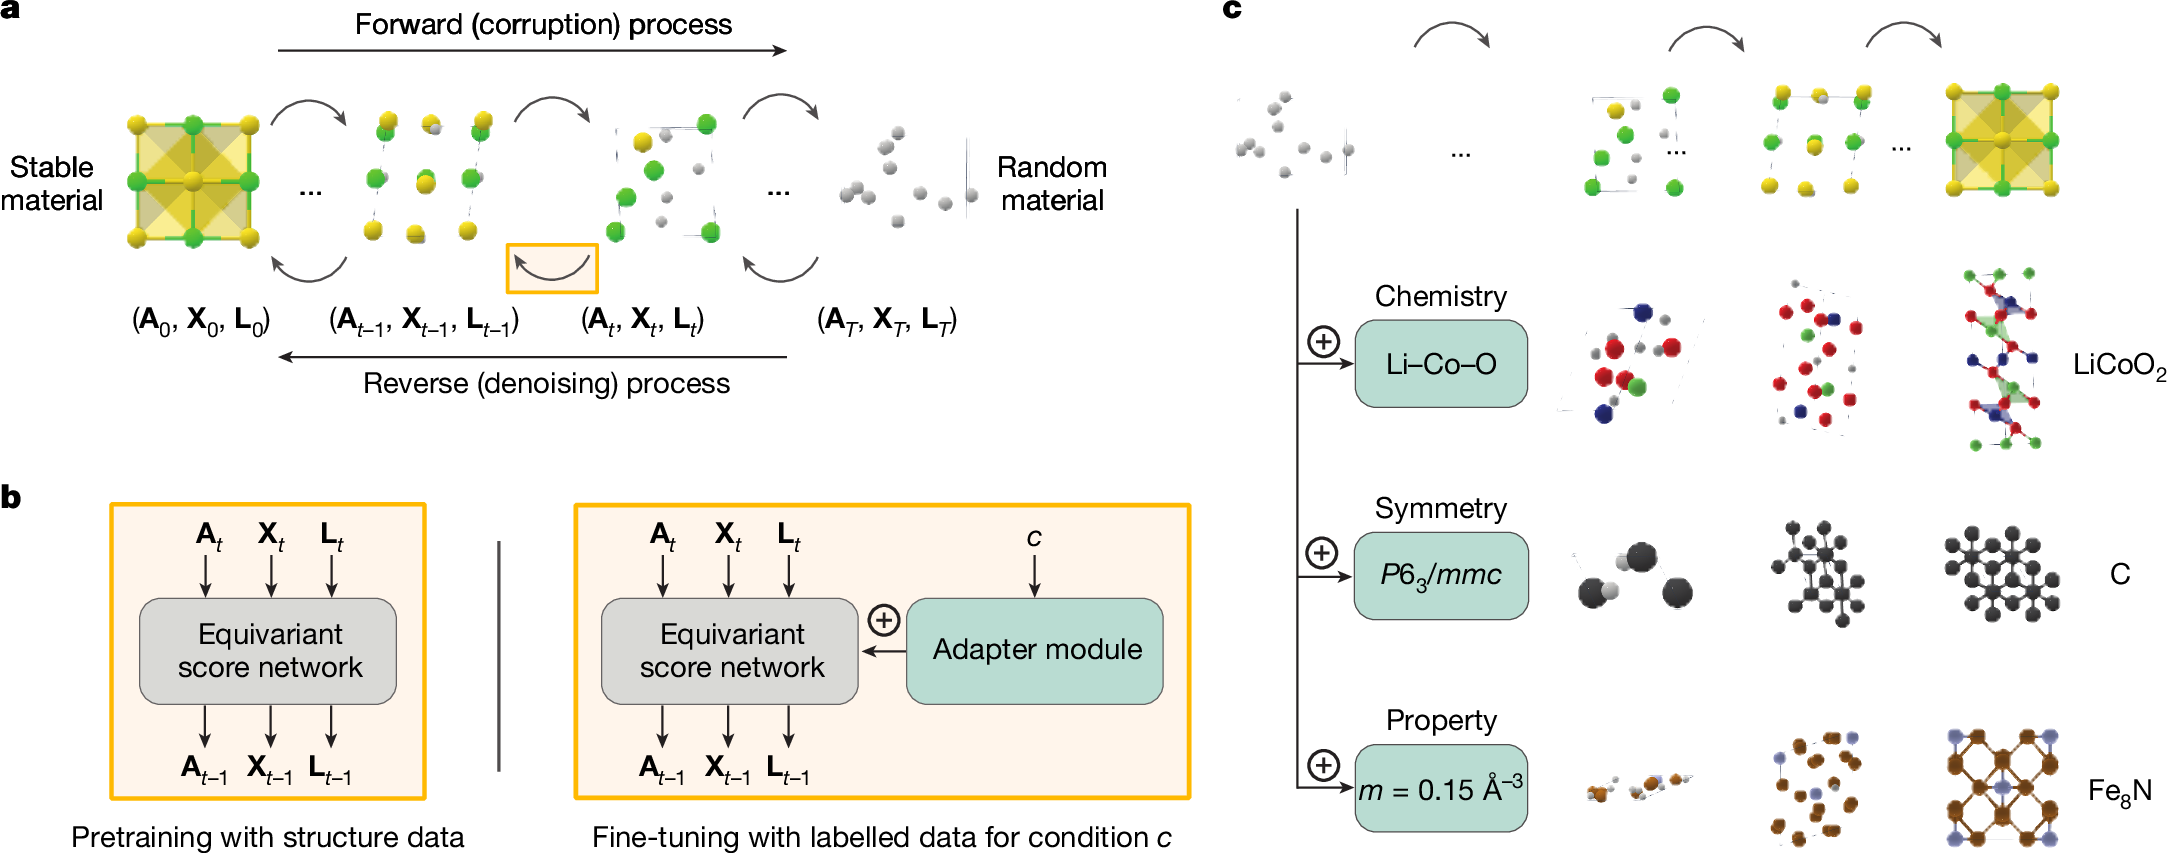 a
Forward (corruption) process
Stable
material
...
...
Random
material
(A₀, X₀, L₀)
(Aₜ₋₁, Xₜ₋₁, Lₜ₋₁)
(Aₜ, Xₜ, Lₜ)
(A_T, X_T, L_T)
Reverse (denoising) process
b
Aₜ Xₜ Lₜ
Equivariant
score network
Aₜ₋₁ Xₜ₋₁ Lₜ₋₁
Pretraining with structure data
Aₜ Xₜ Lₜ
c
Equivariant
score network
+
Adapter module
Aₜ₋₁ Xₜ₋₁ Lₜ₋₁
Fine-tuning with labelled data for condition c
c
...
...
...
Chemistry
+
Li–Co–O
LiCoO₂
Symmetry
+
P6₃/mmc
C
Property
+
m = 0.15 Å⁻³
Fe₈N